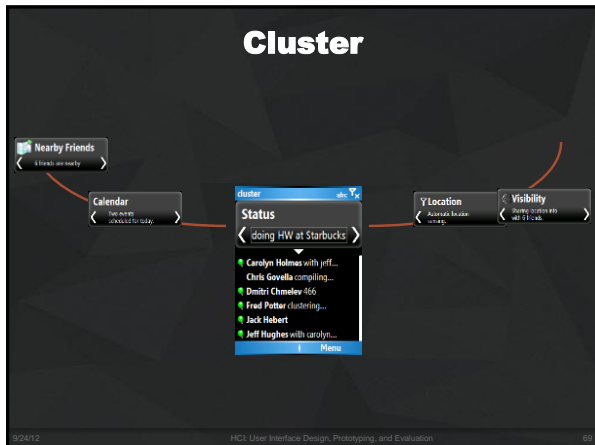 Cluster
Nearby Friends
6 friends are nearby
Calendar
Two events
scheduled for today.
cluster
abc
Status
doing HW at Starbucks
Carolyn Holmes with jeff...
Chris Govella compiling...
Dmitri Chmelev 466
Fred Potter clustering...
Jack Hebert
Jeff Hughes with carolyn...
Menu
Location
Automatic location
sensing.
Visibility
Sharing location info
with 6 friends.
9/24/12
HCI: User Interface Design, Prototyping, and Evaluation
69